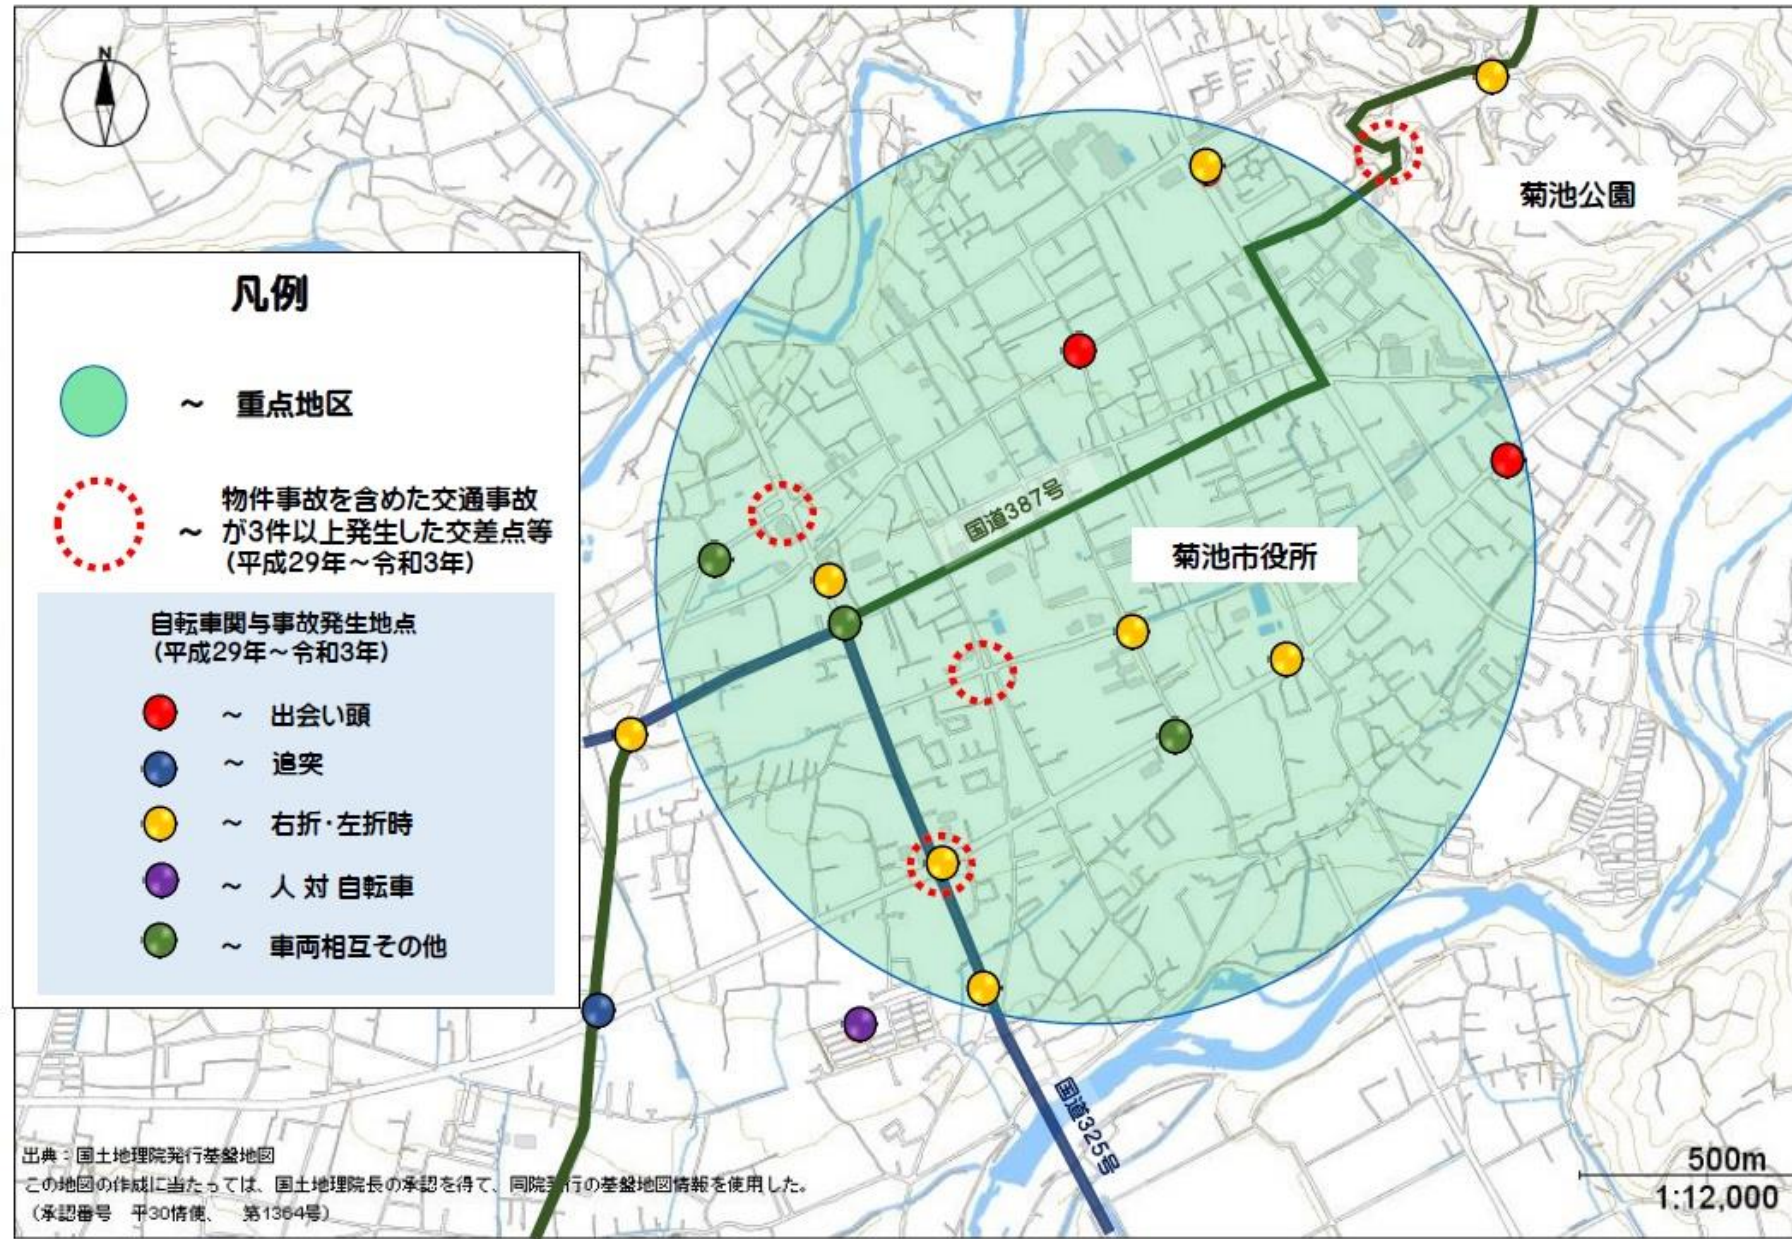 N
菊池公園
凡例
～ 重点地区
～ 物件事故を含めた交通事故
が3件以上発生した交差点等
(平成29年～令和3年)
国道387号
菊池市役所
自転車関与事故発生地点
(平成29年～令和3年)
～ 出会い頭
～ 追突
～ 右折・左折時
～ 人 対 自転車
～ 車両相互その他
国道325号
出典：国土地理院発行基盤地図
この地図の作成に当たっては、国土地理院長の承認を得て、同院発行の基盤地図情報を使用した。
（承認番号 平30情使、 第1364号）
500m
1:12,000